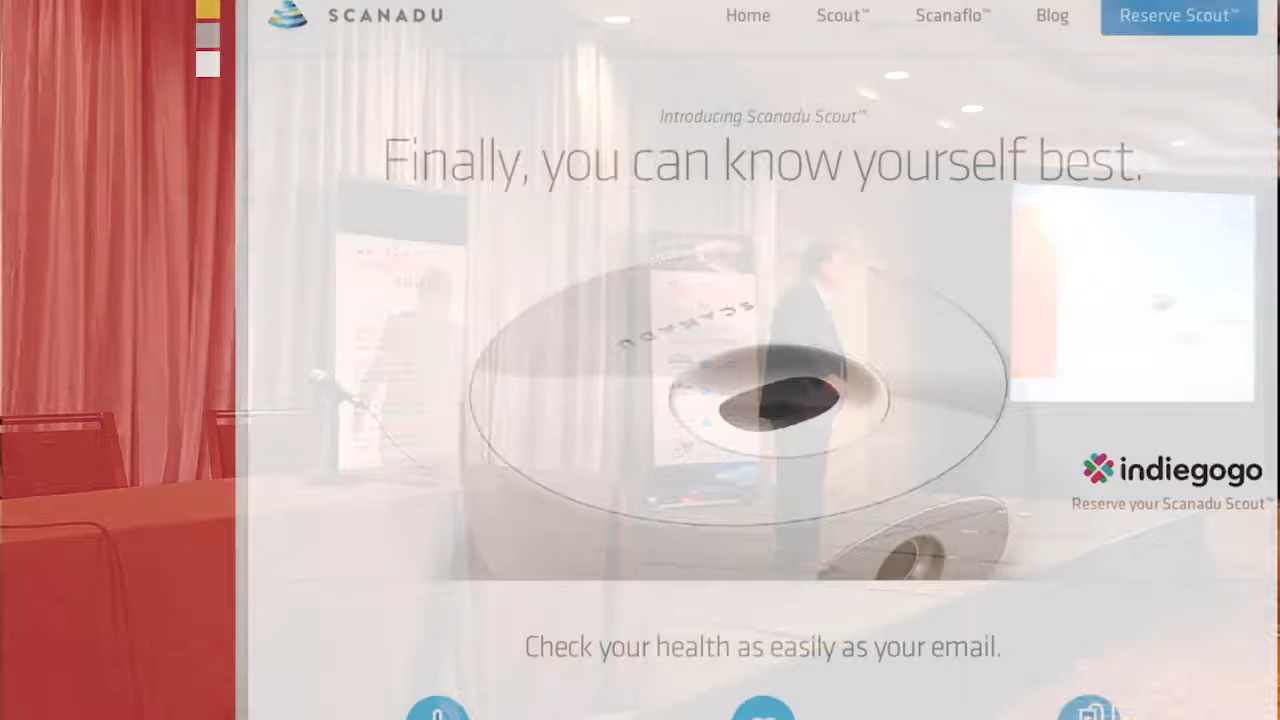 SCANADU
Home Scout™ Scanaflo™ Blog Reserve Scout™
Introducing Scanadu Scout™
Finally, you can know yourself best.
SCANADU
indiegogo
Reserve your Scanadu Scout™
Check your health as easily as your email.